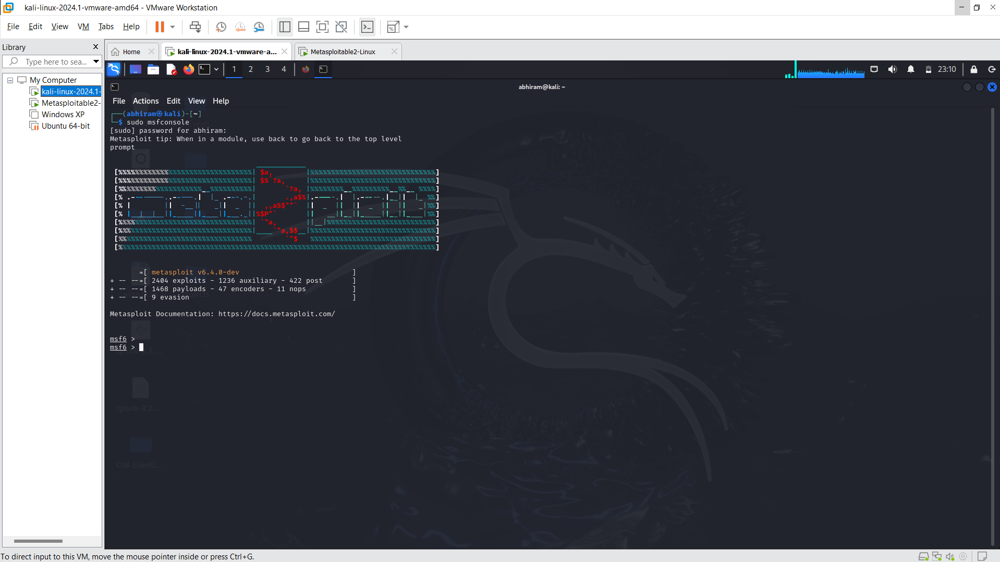 kali-linux-2024.1-vmware-amd64 - VMware Workstation
File Edit View VM Tabs Help
Library
Type here to sea...
My Computer
kali-linux-2024.1-
Metasploitable2-
Windows XP
Ubuntu 64-bit
Home
kali-linux-2024.1-vmware-a...
Metasploitable2-Linux
1 2 3 4
23:10
abhiram@kali: ~
File Actions Edit View Help
┌──(abhiram㉿kali)-[~]
└─$ sudo msfconsole
[sudo] password for abhiram:
Metasploit tip: When in a module, use back to go back to the top level
prompt
=[ metasploit v6.4.0-dev ]
+ -- --=[ 2404 exploits - 1236 auxiliary - 422 post ]
+ -- --=[ 1468 payloads - 47 encoders - 11 nops ]
+ -- --=[ 9 evasion ]
Metasploit Documentation: https://docs.metasploit.com/
msf6 >
msf6 >
splunk-9.2....
Ch8-EventL...
To direct input to this VM, move the mouse pointer inside or press Ctrl+G.